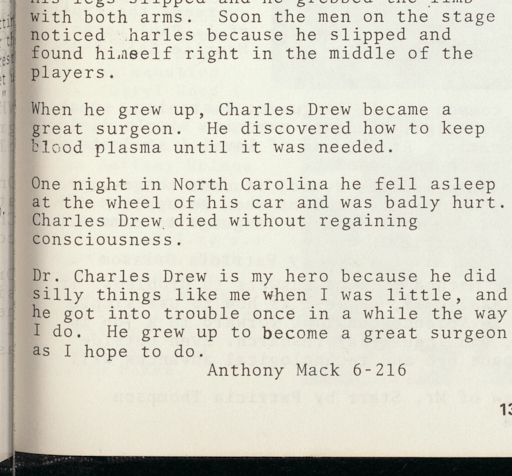 his legs slipped and he grabbed the limb
with both arms. Soon the men on the stage
noticed harles because he slipped and
found himself right in the middle of the
players.
When he grew up, Charles Drew became a
great surgeon. He discovered how to keep
blood plasma until it was needed.
One night in North Carolina he fell asleep
at the wheel of his car and was badly hurt.
Charles Drew died without regaining
consciousness.
Dr. Charles Drew is my hero because he did
silly things like me when I was little, and
he got into trouble once in a while the way
I do. He grew up to become a great surgeon
as I hope to do.
Anthony Mack 6-216
13